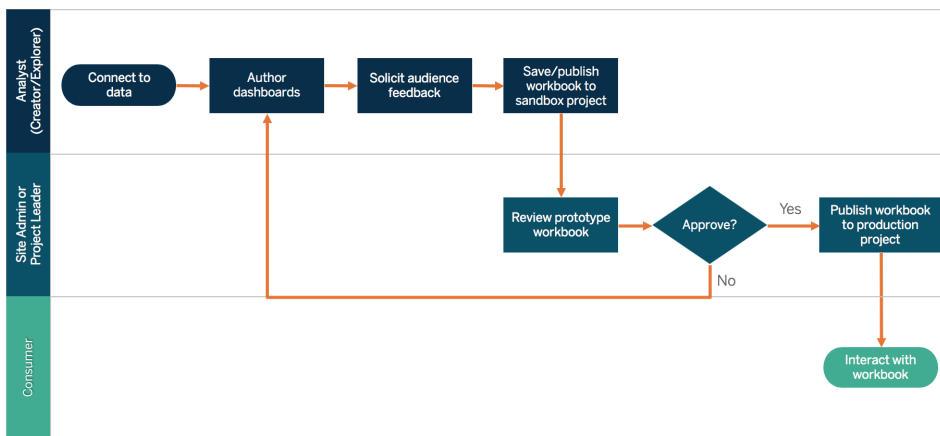 Analyst
(Creator/Explorer)
Connect to
data
Author
dashboards
Solicit audience
feedback
Save/publish
workbook to
sandbox project
Site Admin or
Project Leader
Review prototype
workbook
Approve?
Yes
No
Publish workbook
to production
project
Consumer
Interact with
workbook